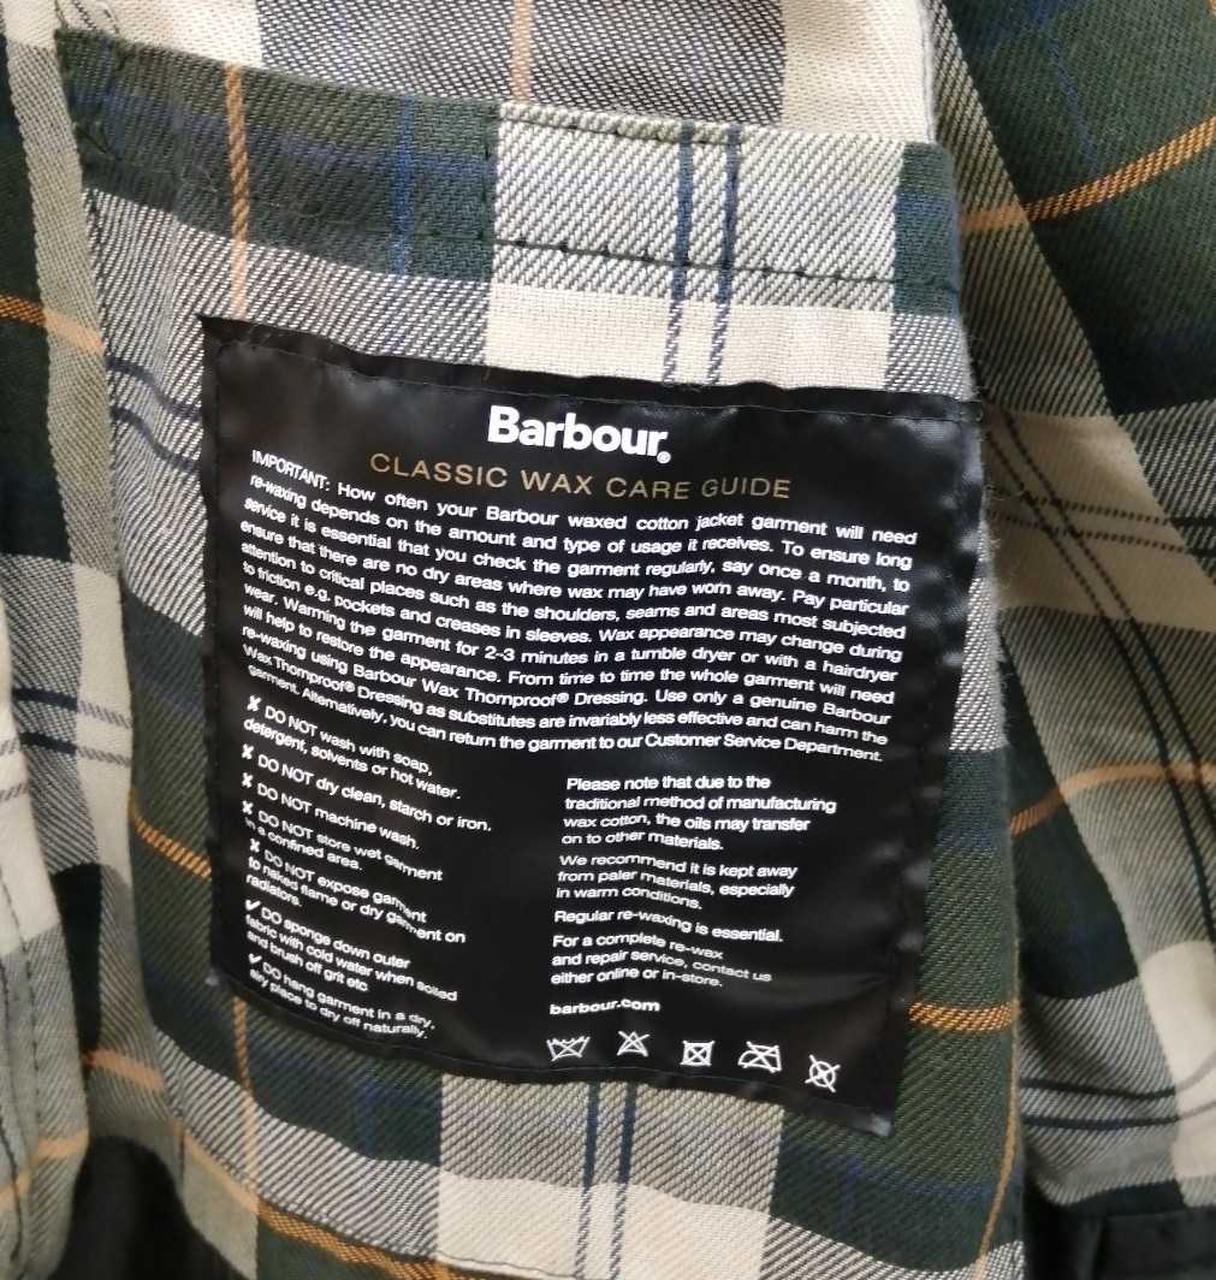 Barbour®
CLASSIC WAX CARE GUIDE
IMPORTANT: How often your Barbour waxed cotton jacket garment will need
re-waxing depends on the amount and type of usage it receives. To ensure long
service it is essential that you check the garment regularly, say once a month, to
ensure that there are no dry areas where wax may have worn away. Pay particular
attention to critical places such as the shoulders, seams and areas most subjected
to friction e.g. pockets and creases in sleeves. Wax appearance may change during
wear. Warming the garment for 2-3 minutes in a tumble dryer or with a hairdryer
will help to restore the appearance. From time to time the whole garment will need
re-waxing using Barbour Wax Thornproof® Dressing. Use only a genuine Barbour
Wax Thornproof® Dressing as substitutes are invariably less effective and can harm the
garment. Alternatively, you can return the garment to our Customer Service Department.
✘ DO NOT wash with soap,
detergent, solvents or hot water.
✘ DO NOT dry clean, starch or iron.
✘ DO NOT machine wash.
✘ DO NOT store wet garment
in a confined area.
✘ DO NOT expose garment
to naked flame or dry garment on
radiators.
✔ DO sponge down outer
fabric with cold water when soiled
and brush off grit etc
✔ DO hang garment in a dry,
airy place to dry off naturally.
Please note that due to the
traditional method of manufacturing
wax cotton, the oils may transfer
on to other materials.
We recommend it is kept away
from paler materials, especially
in warm conditions.
Regular re-waxing is essential.
For a complete re-wax
and repair service, contact us
either online or in-store.
barbour.com